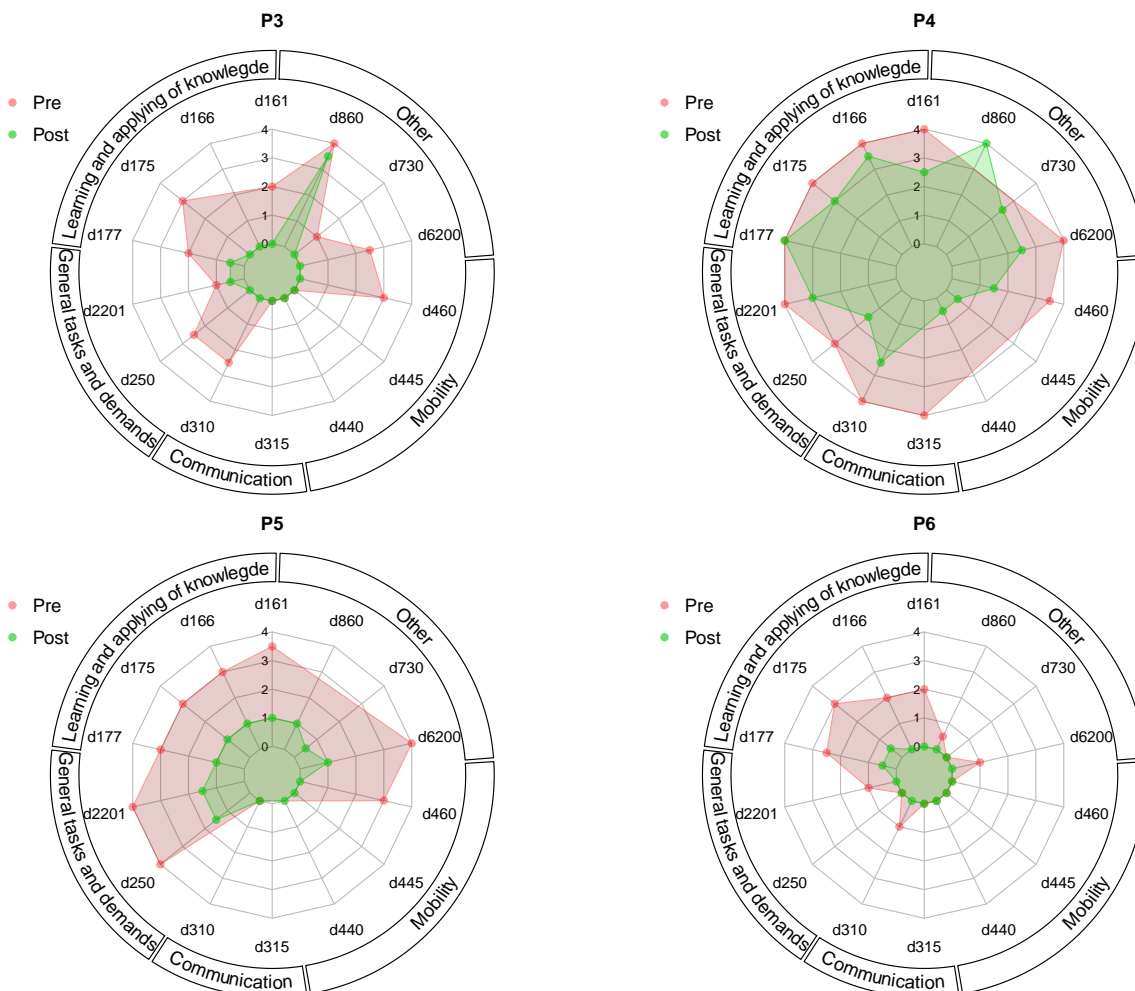 P3
Pre
Post
Learning and applying of knowlegde
Other
Mobility
Communication
General tasks and demands
d161
d860
d730
d6200
d460
d445
d440
d315
d310
d250
d2201
d177
d175
d166
4
3
2
1
0
P4
Pre
Post
Learning and applying of knowlegde
Other
Mobility
Communication
General tasks and demands
d161
d860
d730
d6200
d460
d445
d440
d315
d310
d250
d2201
d177
d175
d166
4
3
2
1
0
P5
Pre
Post
Learning and applying of knowlegde
Other
Mobility
Communication
General tasks and demands
d161
d860
d730
d6200
d460
d445
d440
d315
d310
d250
d2201
d177
d175
d166
4
3
2
1
0
P6
Pre
Post
Learning and applying of knowlegde
Other
Mobility
Communication
General tasks and demands
d161
d860
d730
d6200
d460
d445
d440
d315
d310
d250
d2201
d177
d175
d166
4
3
2
1
0